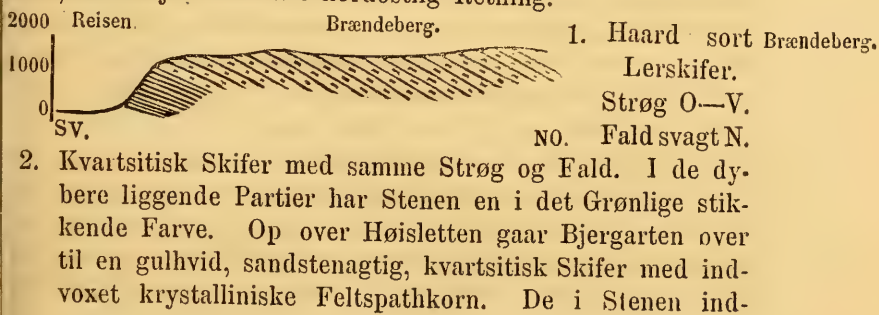 Retning.
2000 Reisen. Brændeberg.
1000
0
SV.
NO.
1. Haard sort
Lerskifer.
Strøg O.—V.
Fald svagt N.
Brændeberg.
2. Kvartsitisk Skifer med samme Strøg og Fald. I de dy-
bere liggende Partier har Stenen en i det Grønlige stik-
kende Farve. Op over Høisletten gaar Bjergarten over
til en gulhvid, sandstenagtig, kvartsitisk Skifer med ind-
voxet krystalliniske Feltspathkorn. De i Stenen ind-